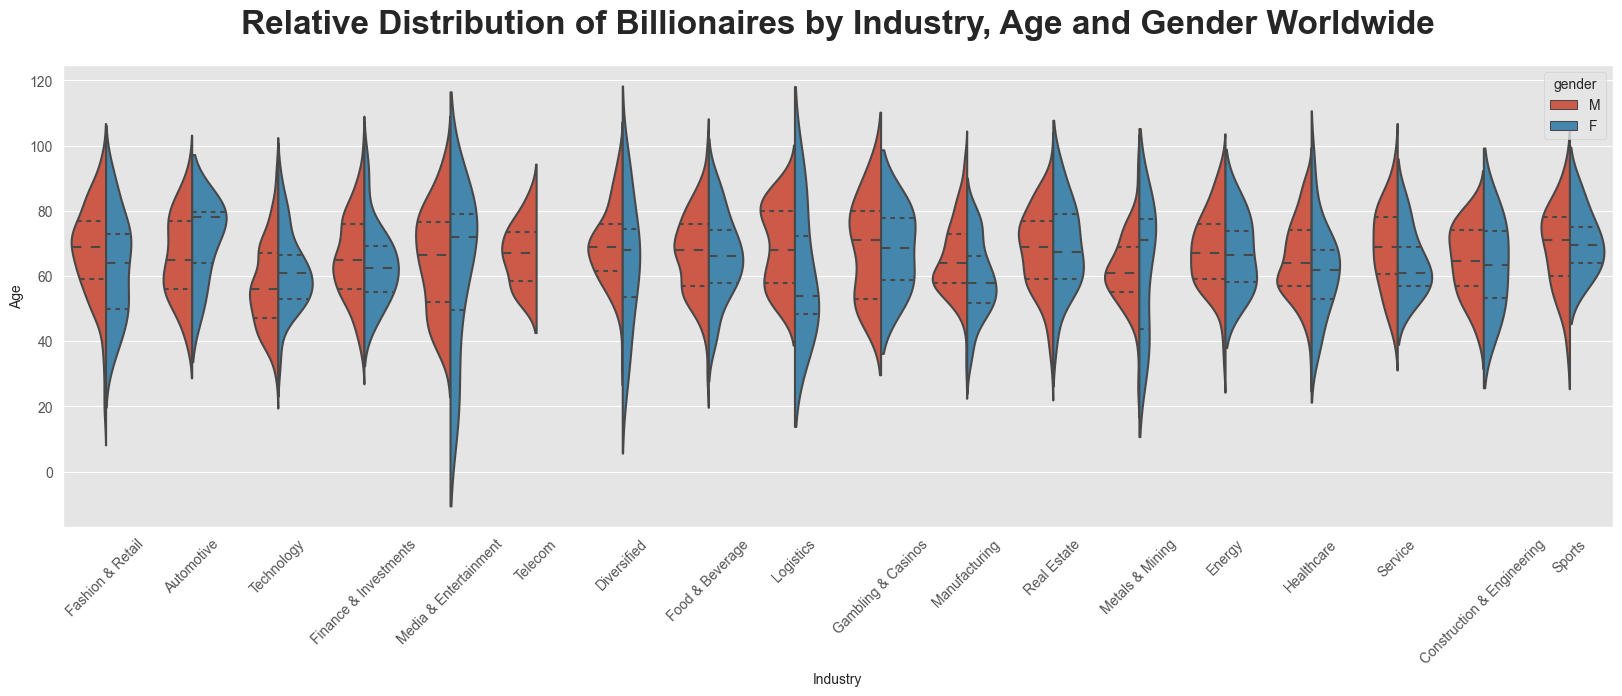 Relative Distribution of Billionaires by Industry, Age and Gender Worldwide
gender
M
F
Age
120
100
80
60
40
20
0
Fashion & Retail
Automotive
Technology
Finance & Investments
Media & Entertainment
Telecom
Diversified
Food & Beverage
Logistics
Gambling & Casinos
Manufacturing
Real Estate
Metals & Mining
Energy
Healthcare
Service
Construction & Engineering
Sports
Industry